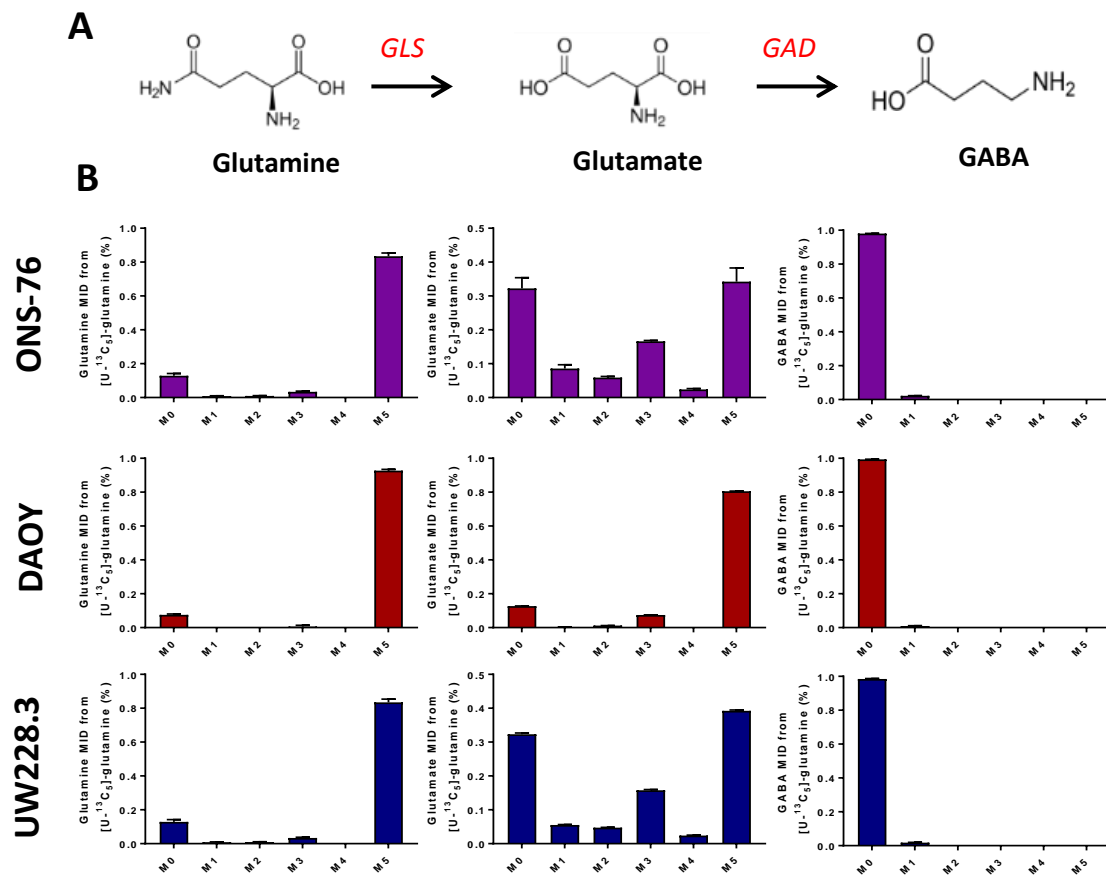 A
GLS
GAD
O O
H₂N OH
NH₂
O O
HO OH
NH₂
O
HO NH₂
Glutamine
Glutamate
GABA
B
ONS-76
Glutamine MID from
[U-¹³C₅]-glutamine (%)
1.0
0.8
0.6
0.4
0.2
0.0
M0 M1 M2 M3 M4 M5
Glutamate MID from
[U-¹³C₅]-glutamine (%)
0.5
0.4
0.3
0.2
0.1
0.0
M0 M1 M2 M3 M4 M5
GABA MID from
[U-¹³C₅]-glutamine (%)
1.0
0.8
0.6
0.4
0.2
0.0
M0 M1 M2 M3 M4 M5
DAOY
Glutamine MID from
[U-¹³C₅]-glutamine (%)
1.0
0.8
0.6
0.4
0.2
0.0
M0 M1 M2 M3 M4 M5
Glutamate MID from
[U-¹³C₅]-glutamine (%)
1.0
0.8
0.6
0.4
0.2
0.0
M0 M1 M2 M3 M4 M5
GABA MID from
[U-¹³C₅]-glutamine (%)
1.0
0.8
0.6
0.4
0.2
0.0
M0 M1 M2 M3 M4 M5
UW228.3
Glutamine MID from
[U-¹³C₅]-glutamine (%)
1.0
0.8
0.6
0.4
0.2
0.0
M0 M1 M2 M3 M4 M5
Glutamate MID from
[U-¹³C₅]-glutamine (%)
0.5
0.4
0.3
0.2
0.1
0.0
M0 M1 M2 M3 M4 M5
GABA MID from
[U-¹³C₅]-glutamine (%)
1.0
0.8
0.6
0.4
0.2
0.0
M0 M1 M2 M3 M4 M5